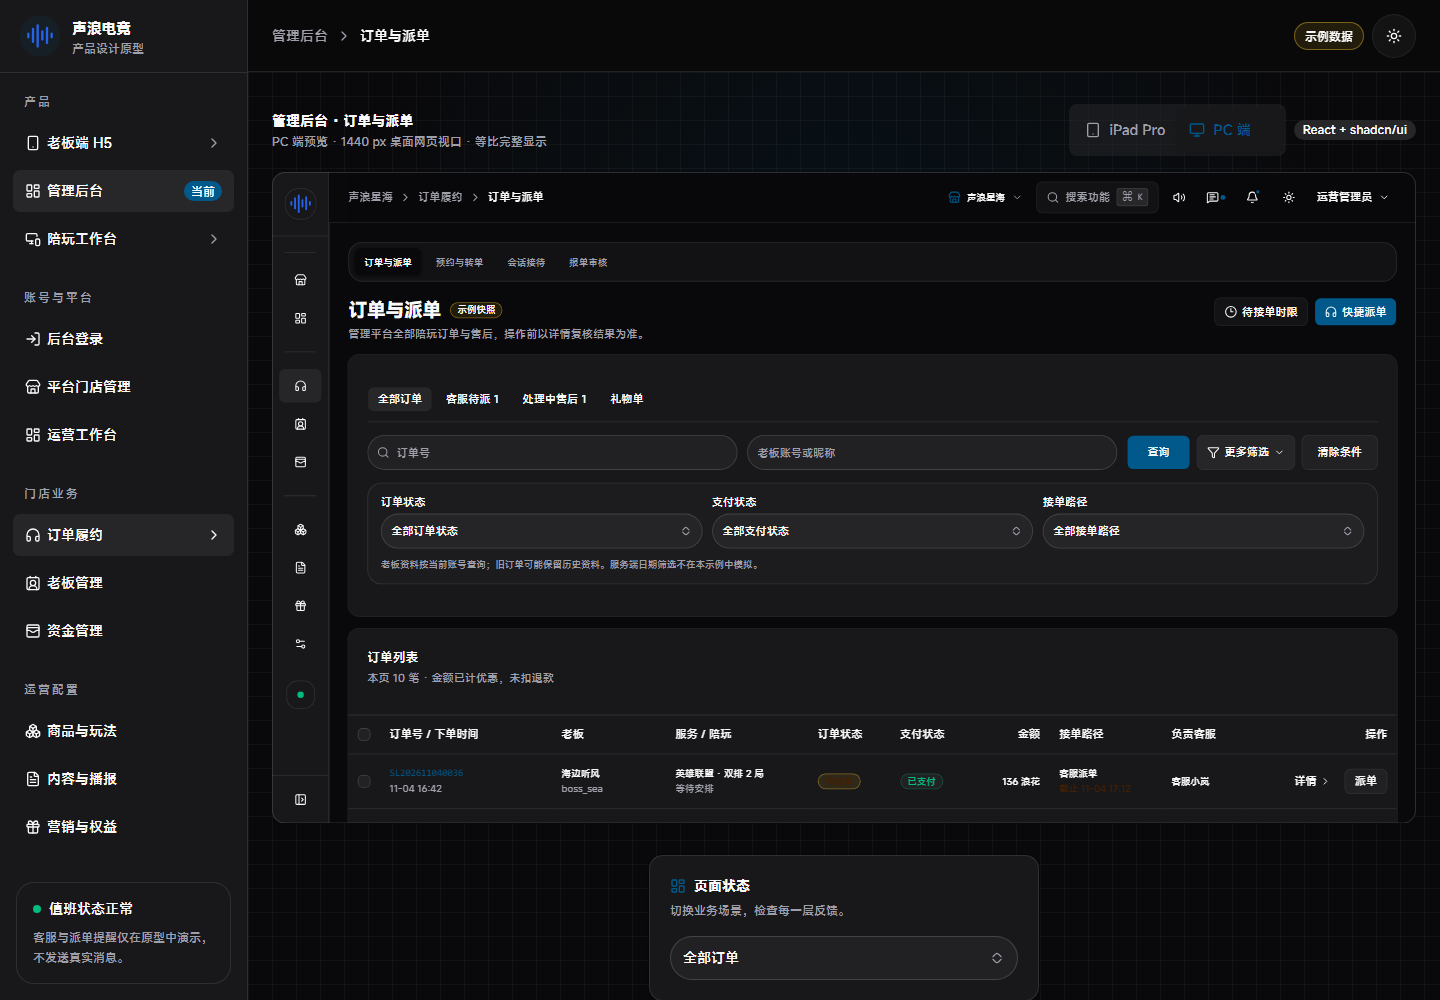 声浪电竞
产品设计原型
产品
老板端 H5
管理后台 当前
陪玩工作台
账号与平台
后台登录
平台门店管理
运营工作台
门店业务
订单履约
老板管理
资金管理
运营配置
商品与玩法
内容与播报
营销与权益
值班状态正常
客服与派单提醒仅在原型中演示，
不发送真实消息。
管理后台 > 订单与派单
示例数据
管理后台 · 订单与派单
PC 端预览 · 1440 px 桌面网页视口 · 等比完整显示
iPad Pro PC 端 React + shadcn/ui
声浪星海 > 订单履约 > 订单与派单
声浪星海 搜索功能 ⌘ K 运营管理员
订单与派单 预约与转单 会话接待 报单审核
订单与派单 示例快照
管理平台全部陪玩订单与售后，操作前以详情复核结果为准。
待接单时限 快捷派单
全部订单 客服待派 1 处理中售后 1 礼物单
订单号 老板账号或昵称 查询 更多筛选 清除条件
订单状态 支付状态 接单路径
全部订单状态 全部支付状态 全部接单路径
老板资料按当前账号查询；旧订单可能保留历史资料。服务端日期筛选不在本示例中模拟。
订单列表
本页 10 笔 · 金额已计优惠，未扣退款
订单号 / 下单时间 老板 服务 / 陪玩 订单状态 支付状态 金额 接单路径 负责客服 操作
SL202611040036 海边听风 英雄联盟 · 双排 2 局 已支付 136 浪花 客服派单 客服小岚 详情 派单
11-04 16:42 boss_sea 等待安排 截止 11-04 17:12
页面状态
切换业务场景，检查每一层反馈。
全部订单